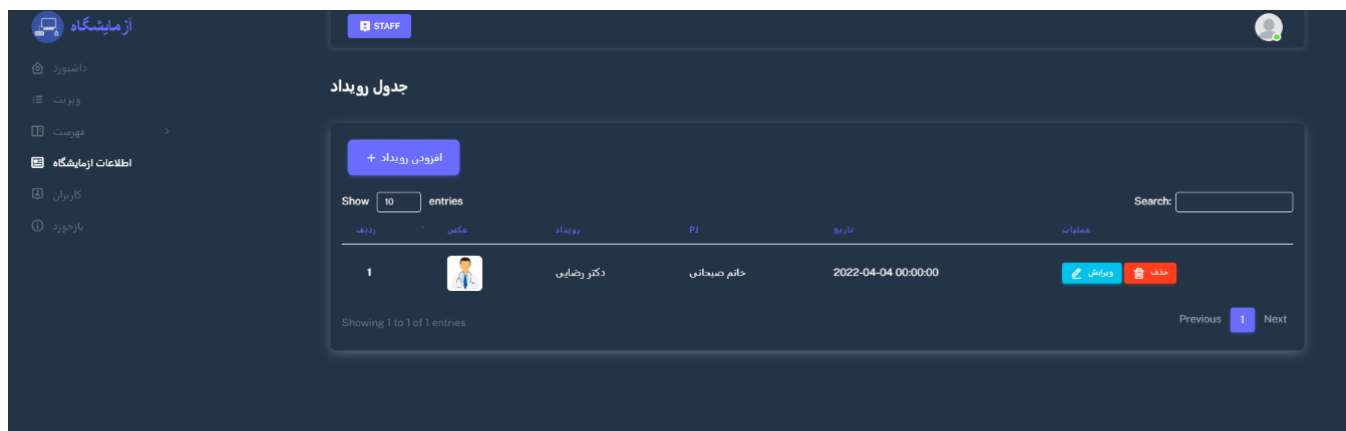 آزمایشگاه
STAFF
داشبورد
ویزیت
فهرست
اطلاعات ازمایشگاه
کاربران
بازخورد
جدول رویداد
افزودن رویداد +
Show 10 entries
Search:
ردیف عکس رویداد PJ تاریخ عملیات
1 دکتر رضایی خانم صبحانی 2022-04-04 00:00:00 ویرایش حذف
Showing 1 to 1 of 1 entries
Previous 1 Next